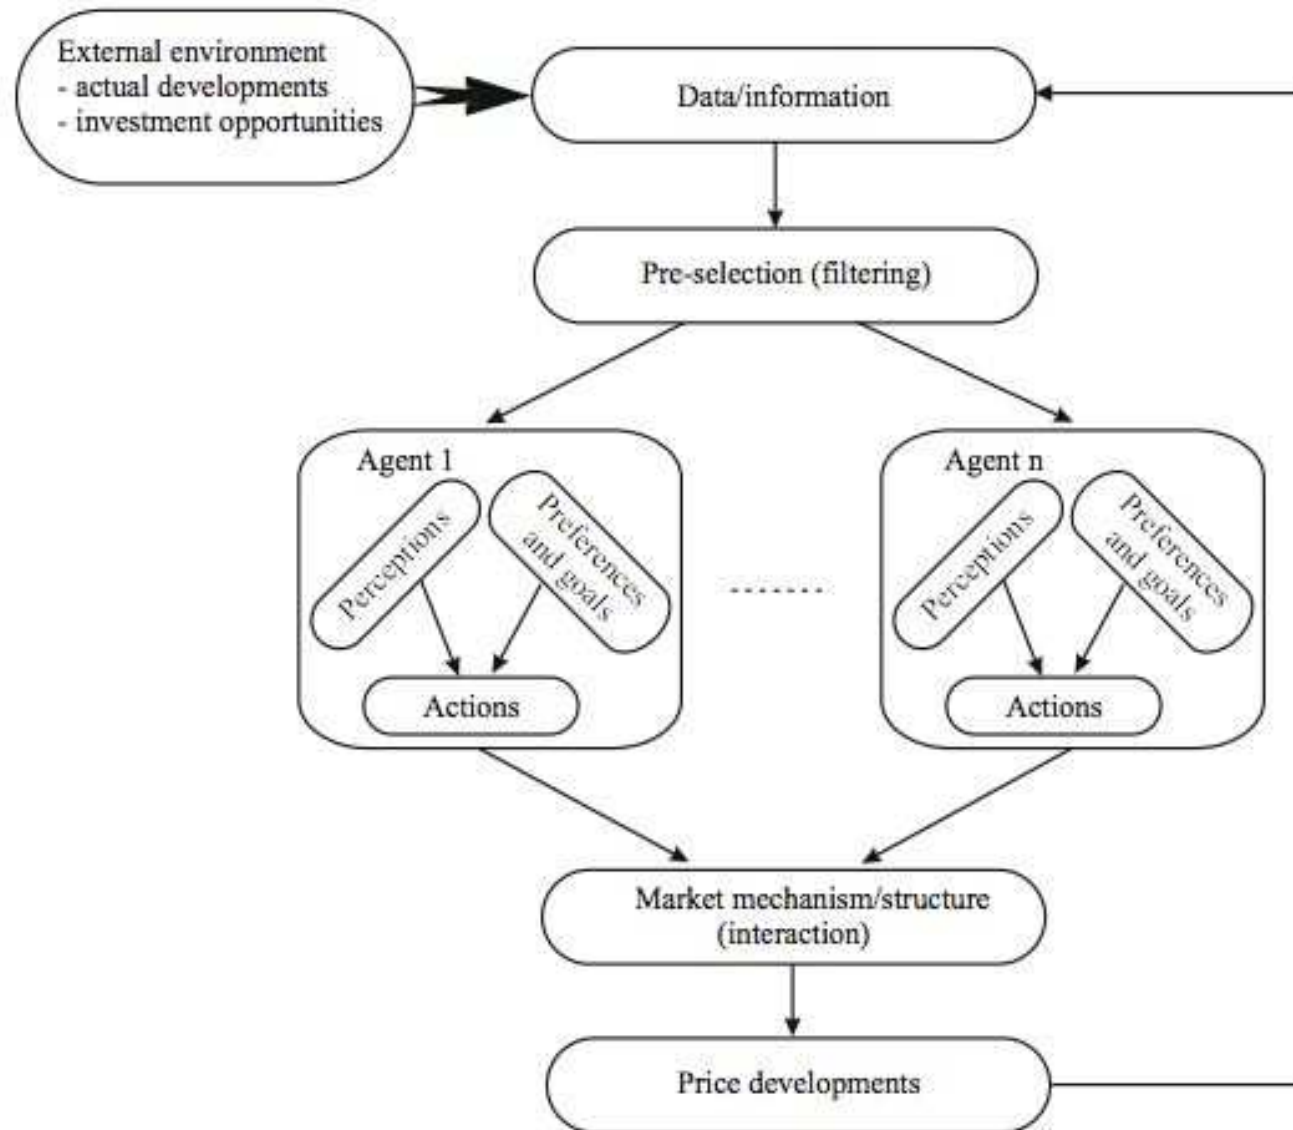 External environment
- actual developments
- investment opportunities
Data/information
Pre-selection (filtering)
Agent 1
Perceptions
Preferences
and goals
Actions
Agent n
Perceptions
Preferences
and goals
Actions
Market mechanism/structure
(interaction)
Price developments